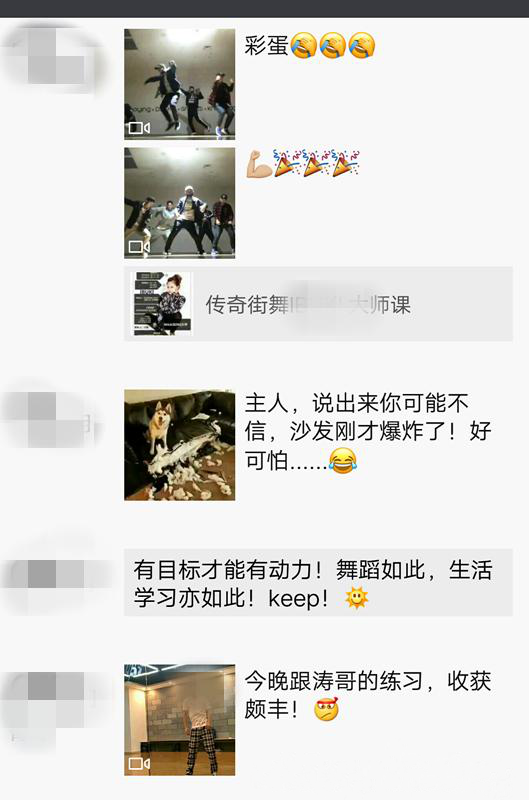 彩蛋🤣🤣🤣
💪🎉🎉🎉
传奇街舞 大师课
主人，说出来你可能不
信，沙发刚才爆炸了！好
可怕......😂
有目标才能有动力！舞蹈如此，生活
学习亦如此！keep！🌞
今晚跟涛哥的练习，收获
颇丰！